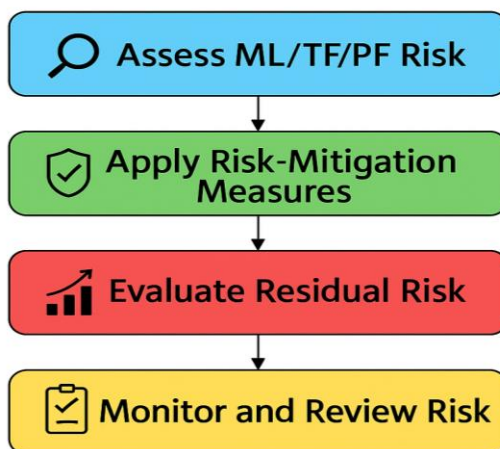 Assess ML/TF/PF Risk
Apply Risk-Mitigation
Measures
Evaluate Residual Risk
Monitor and Review Risk